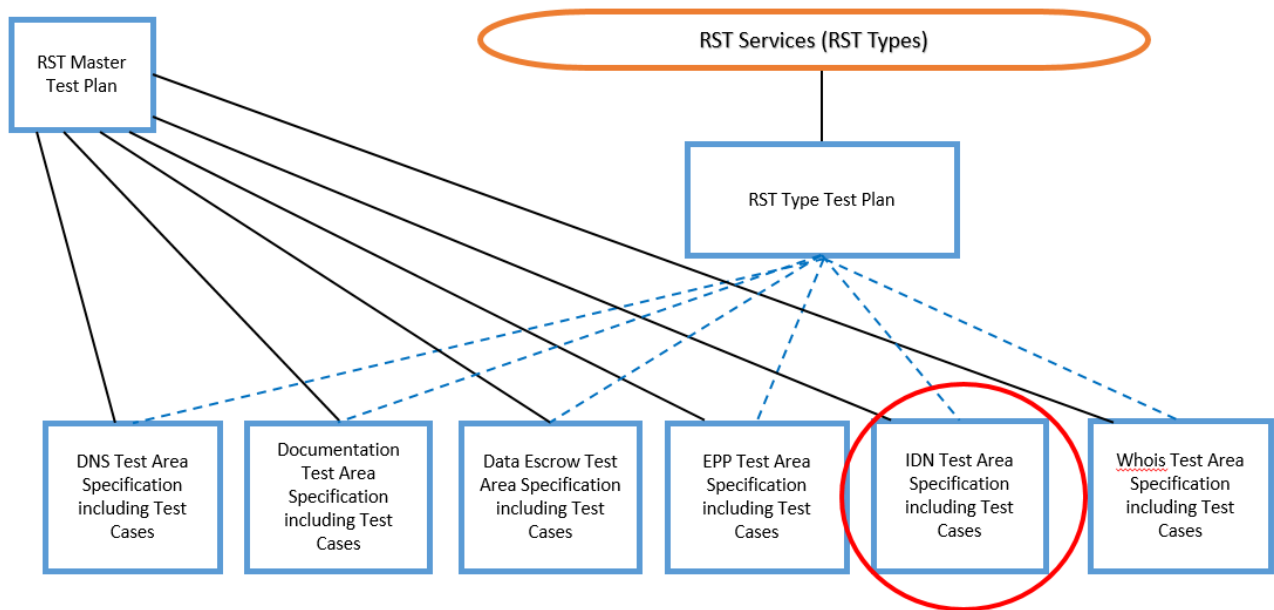 RST Services (RST Types)
RST Master
Test Plan
RST Type Test Plan
DNS Test Area
Specification
including Test
Cases
Documentation
Test Area
Specification
including Test
Cases
Data Escrow Test
Area Specification
including Test
Cases
EPP Test Area
Specification
including Test
Cases
IDN Test Area
Specification
including Test
Cases
Whois Test Area
Specification
including Test
Cases